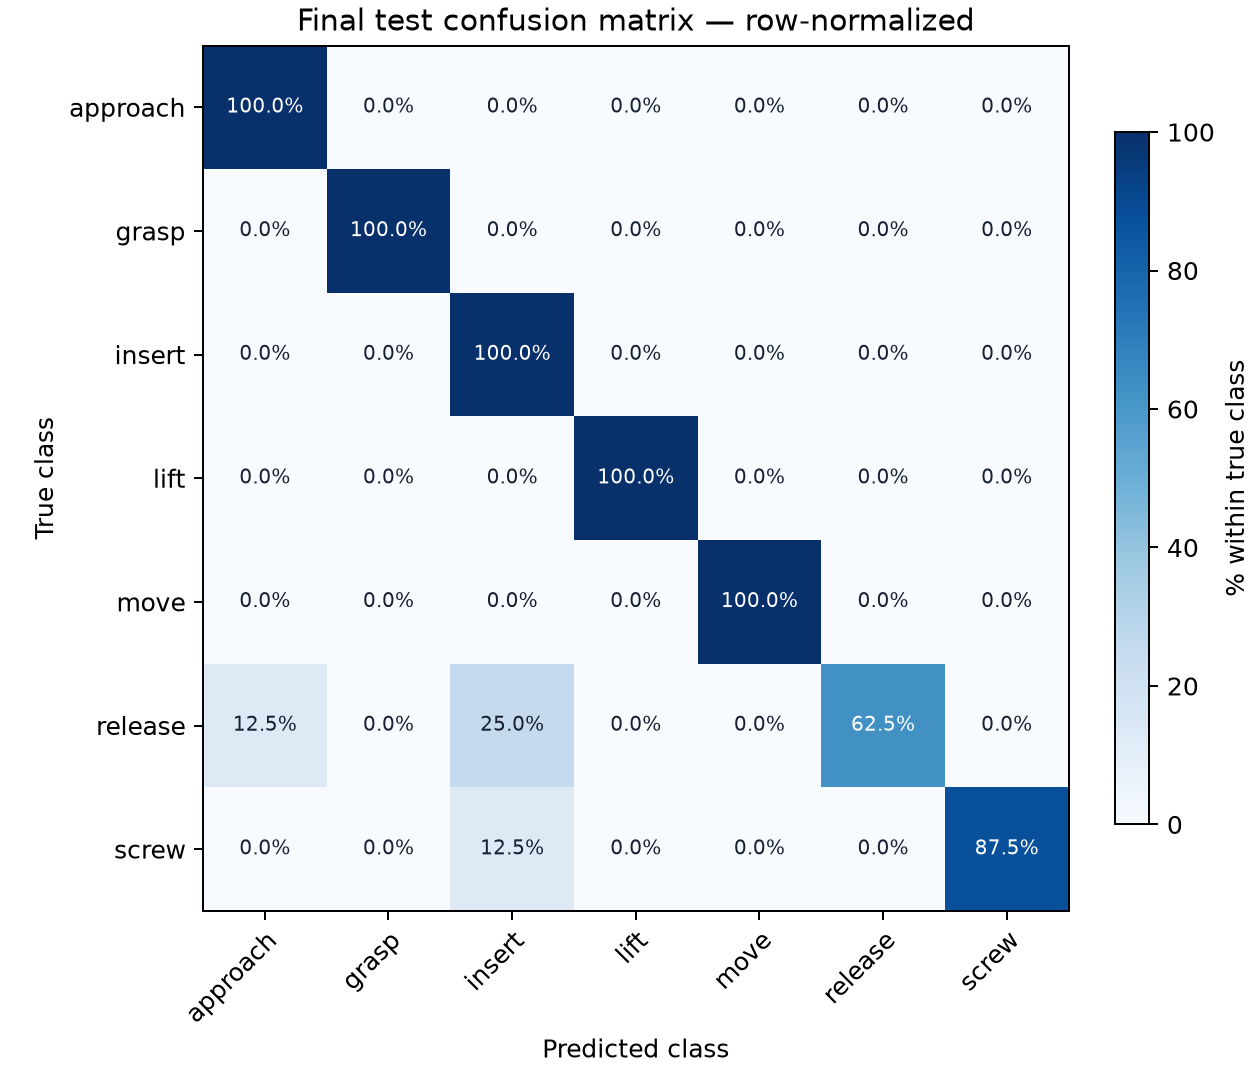 Final test confusion matrix — row-normalized
approach 100.0% 0.0% 0.0% 0.0% 0.0% 0.0% 0.0%
grasp 0.0% 100.0% 0.0% 0.0% 0.0% 0.0% 0.0%
insert 0.0% 0.0% 100.0% 0.0% 0.0% 0.0% 0.0%
lift 0.0% 0.0% 0.0% 100.0% 0.0% 0.0% 0.0%
move 0.0% 0.0% 0.0% 0.0% 100.0% 0.0% 0.0%
release 12.5% 0.0% 25.0% 0.0% 0.0% 62.5% 0.0%
screw 0.0% 0.0% 12.5% 0.0% 0.0% 0.0% 87.5%
approach grasp insert lift move release screw
Predicted class
True class
100
80
60
40
20
0
% within true class